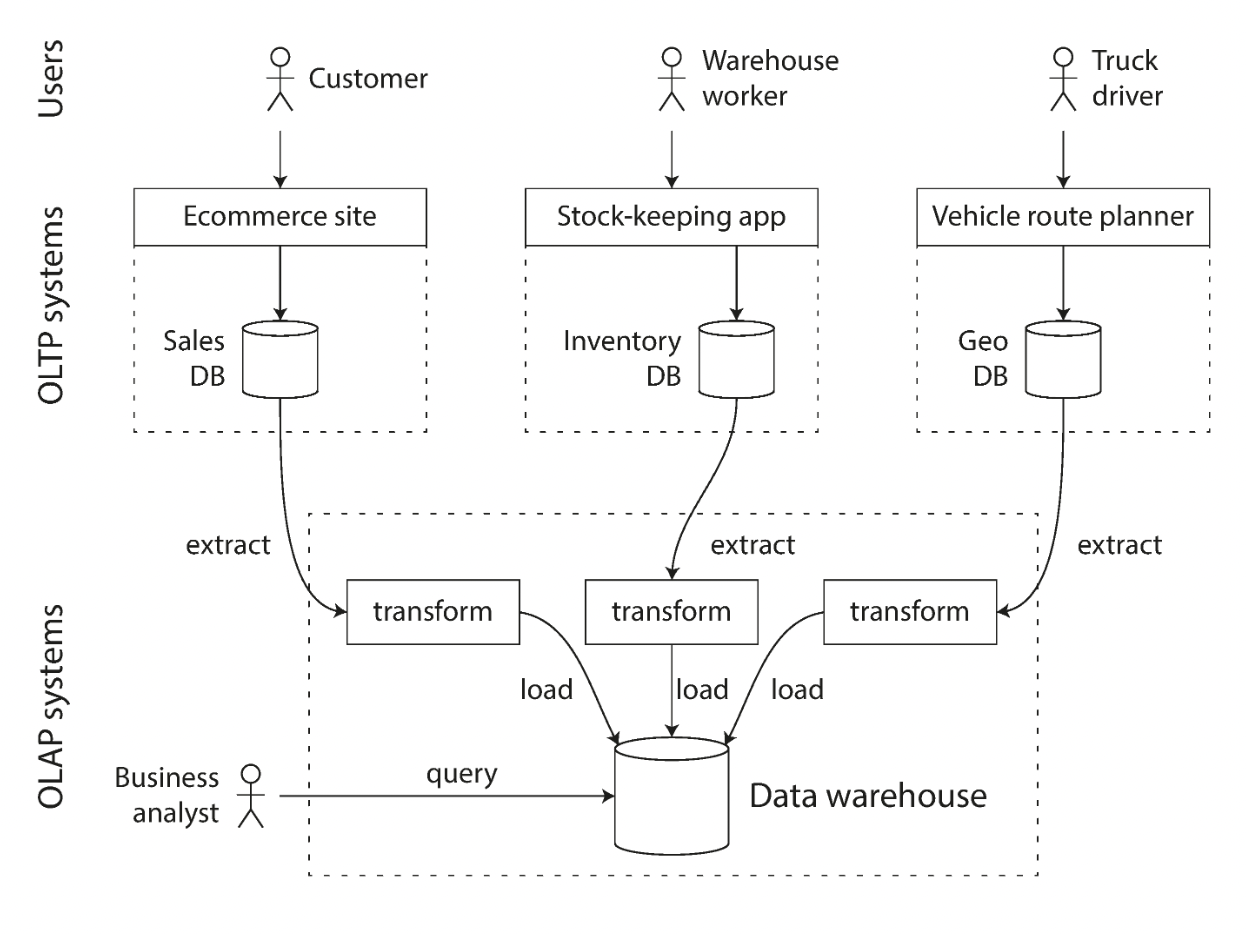 Users
Customer
Warehouse
worker
Truck
driver
OLTP systems
Ecommerce site
Stock-keeping app
Vehicle route planner
Sales
DB
Inventory
DB
Geo
DB
extract
extract
extract
OLAP systems
transform
transform
transform
load
load
load
Business
analyst
query
Data warehouse